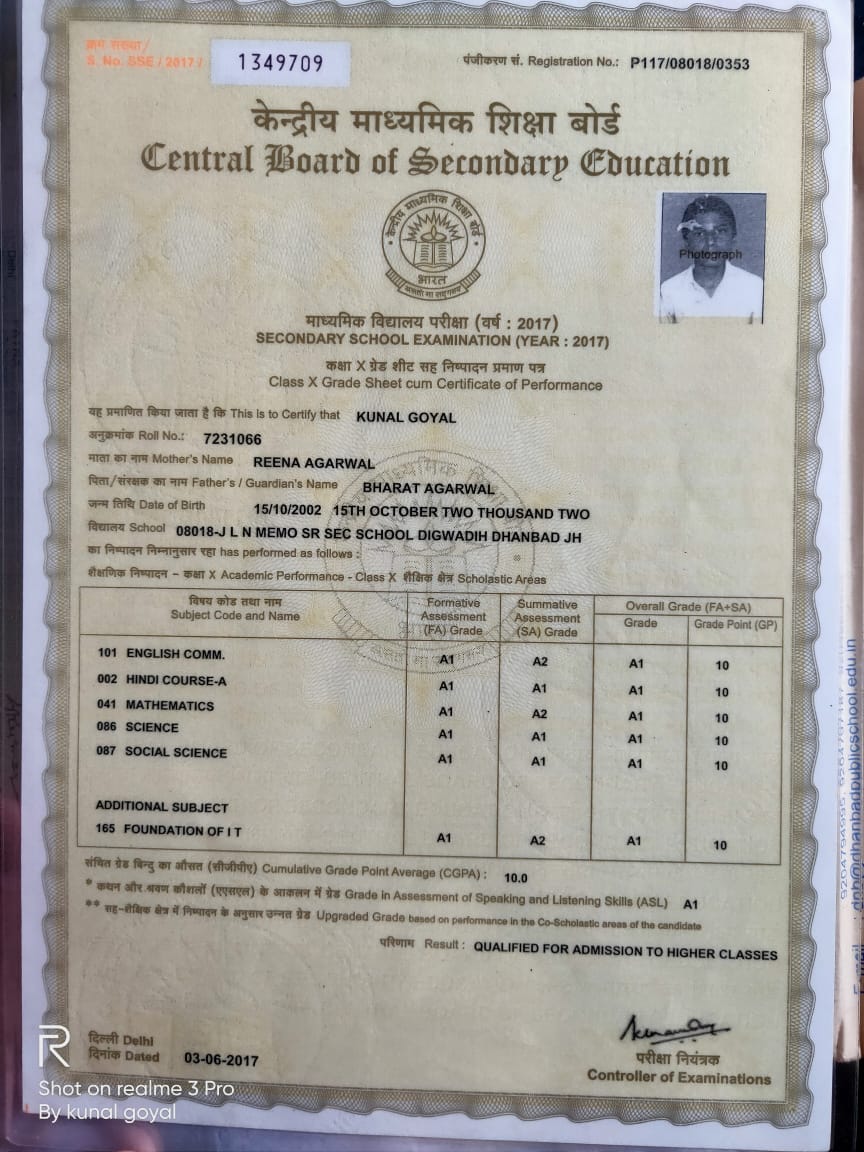 क्रम संख्या/
S. No. SSE / 2017 / 1349709
पंजीकरण सं. Registration No.: P117/08018/0353
केन्द्रीय माध्यमिक शिक्षा बोर्ड
Central Board of Secondary Education
केन्द्रीय माध्यमिक शिक्षा बोर्ड
भारत
असतो मा सद्गमय
Photograph
माध्यमिक विद्यालय परीक्षा (वर्ष : 2017)
SECONDARY SCHOOL EXAMINATION (YEAR : 2017)
कक्षा X ग्रेड शीट सह निष्पादन प्रमाण पत्र
Class X Grade Sheet cum Certificate of Performance
यह प्रमाणित किया जाता है कि This is to Certify that KUNAL GOYAL
अनुक्रमांक Roll No.: 7231066
माता का नाम Mother's Name REENA AGARWAL
पिता/संरक्षक का नाम Father's / Guardian's Name BHARAT AGARWAL
जन्म तिथि Date of Birth 15/10/2002 15TH OCTOBER TWO THOUSAND TWO
विद्यालय School 08018-J L N MEMO SR SEC SCHOOL DIGWADIH DHANBAD JH
का निष्पादन निम्नानुसार रहा has performed as follows :
शैक्षणिक निष्पादन – कक्षा X Academic Performance - Class X शैक्षिक क्षेत्र Scholastic Areas
विषय कोड तथा नाम
Subject Code and Name
Formative
Assessment
(FA) Grade
Summative
Assessment
(SA) Grade
Overall Grade (FA+SA)
Grade Grade Point (GP)
101 ENGLISH COMM. A1 A2 A1 10
002 HINDI COURSE-A A1 A1 A1 10
041 MATHEMATICS A1 A2 A1 10
086 SCIENCE A1 A1 A1 10
087 SOCIAL SCIENCE A1 A1 A1 10
ADDITIONAL SUBJECT
165 FOUNDATION OF I T A1 A2 A1 10
संचित ग्रेड बिन्दु का औसत (सीजीपीए) Cumulative Grade Point Average (CGPA) : 10.0
* कथन और श्रवण कौशलों (एएसएल) के आकलन में ग्रेड Grade in Assessment of Speaking and Listening Skills (ASL) A1
** सह-शैक्षिक क्षेत्र में निष्पादन के अनुसार उन्नत ग्रेड Upgraded Grade based on performance in the Co-Scholastic areas of the candidate
परिणाम Result : QUALIFIED FOR ADMISSION TO HIGHER CLASSES
दिल्ली Delhi
दिनांक Dated 03-06-2017
परीक्षा नियंत्रक
Controller of Examinations
Shot on realme 3 Pro
By kunal goyal
dpb@dhanbadpublicschool.edu.in